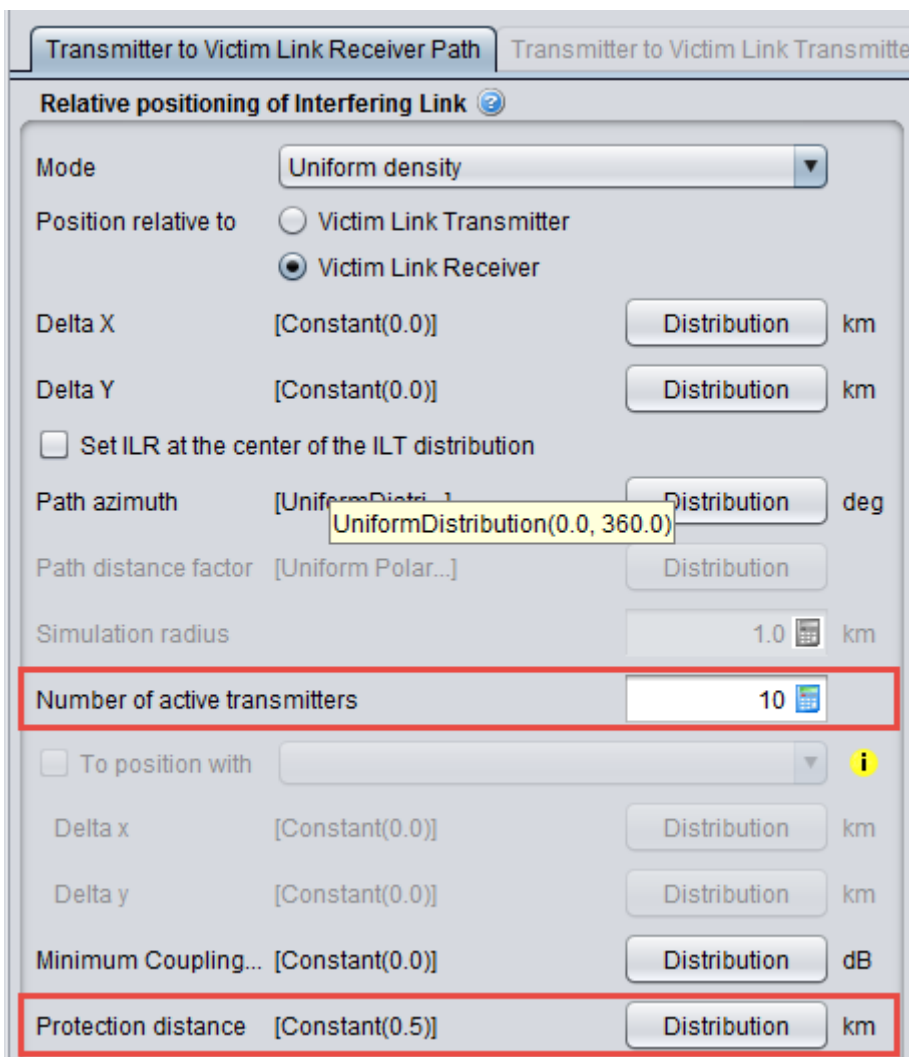 Transmitter to Victim Link Receiver Path Transmitter to Victim Link Transmitte
Relative positioning of Interfering Link ?
Mode Uniform density
Position relative to Victim Link Transmitter
Victim Link Receiver
Delta X [Constant(0.0)] Distribution km
Delta Y [Constant(0.0)] Distribution km
Set ILR at the center of the ILT distribution
Path azimuth [UniformDistri...] Distribution deg
UniformDistribution(0.0, 360.0)
Path distance factor [Uniform Polar...] Distribution
Simulation radius 1.0 km
Number of active transmitters 10
To position with i
Delta x [Constant(0.0)] Distribution km
Delta y [Constant(0.0)] Distribution km
Minimum Coupling... [Constant(0.0)] Distribution dB
Protection distance [Constant(0.5)] Distribution km